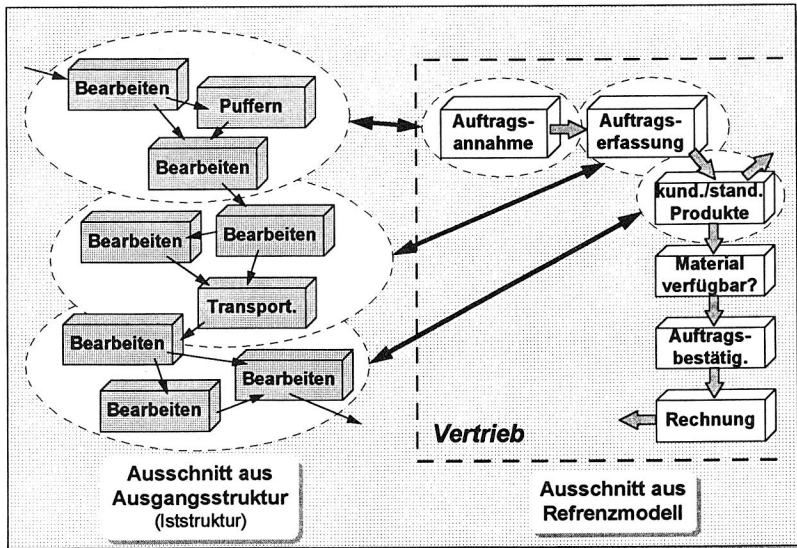 Bearbeiten
Puffern
Bearbeiten
Bearbeiten
Bearbeiten
Transport.
Bearbeiten
Bearbeiten
Bearbeiten
Ausschnitt aus
Ausgangsstruktur
(Iststruktur)
Auftrags-
annahme
Auftrags-
erfassung
kund./stand.
Produkte
Material
verfügbar?
Auftrags-
bestätig.
Rechnung
Vertrieb
Ausschnitt aus
Refrenzmodell